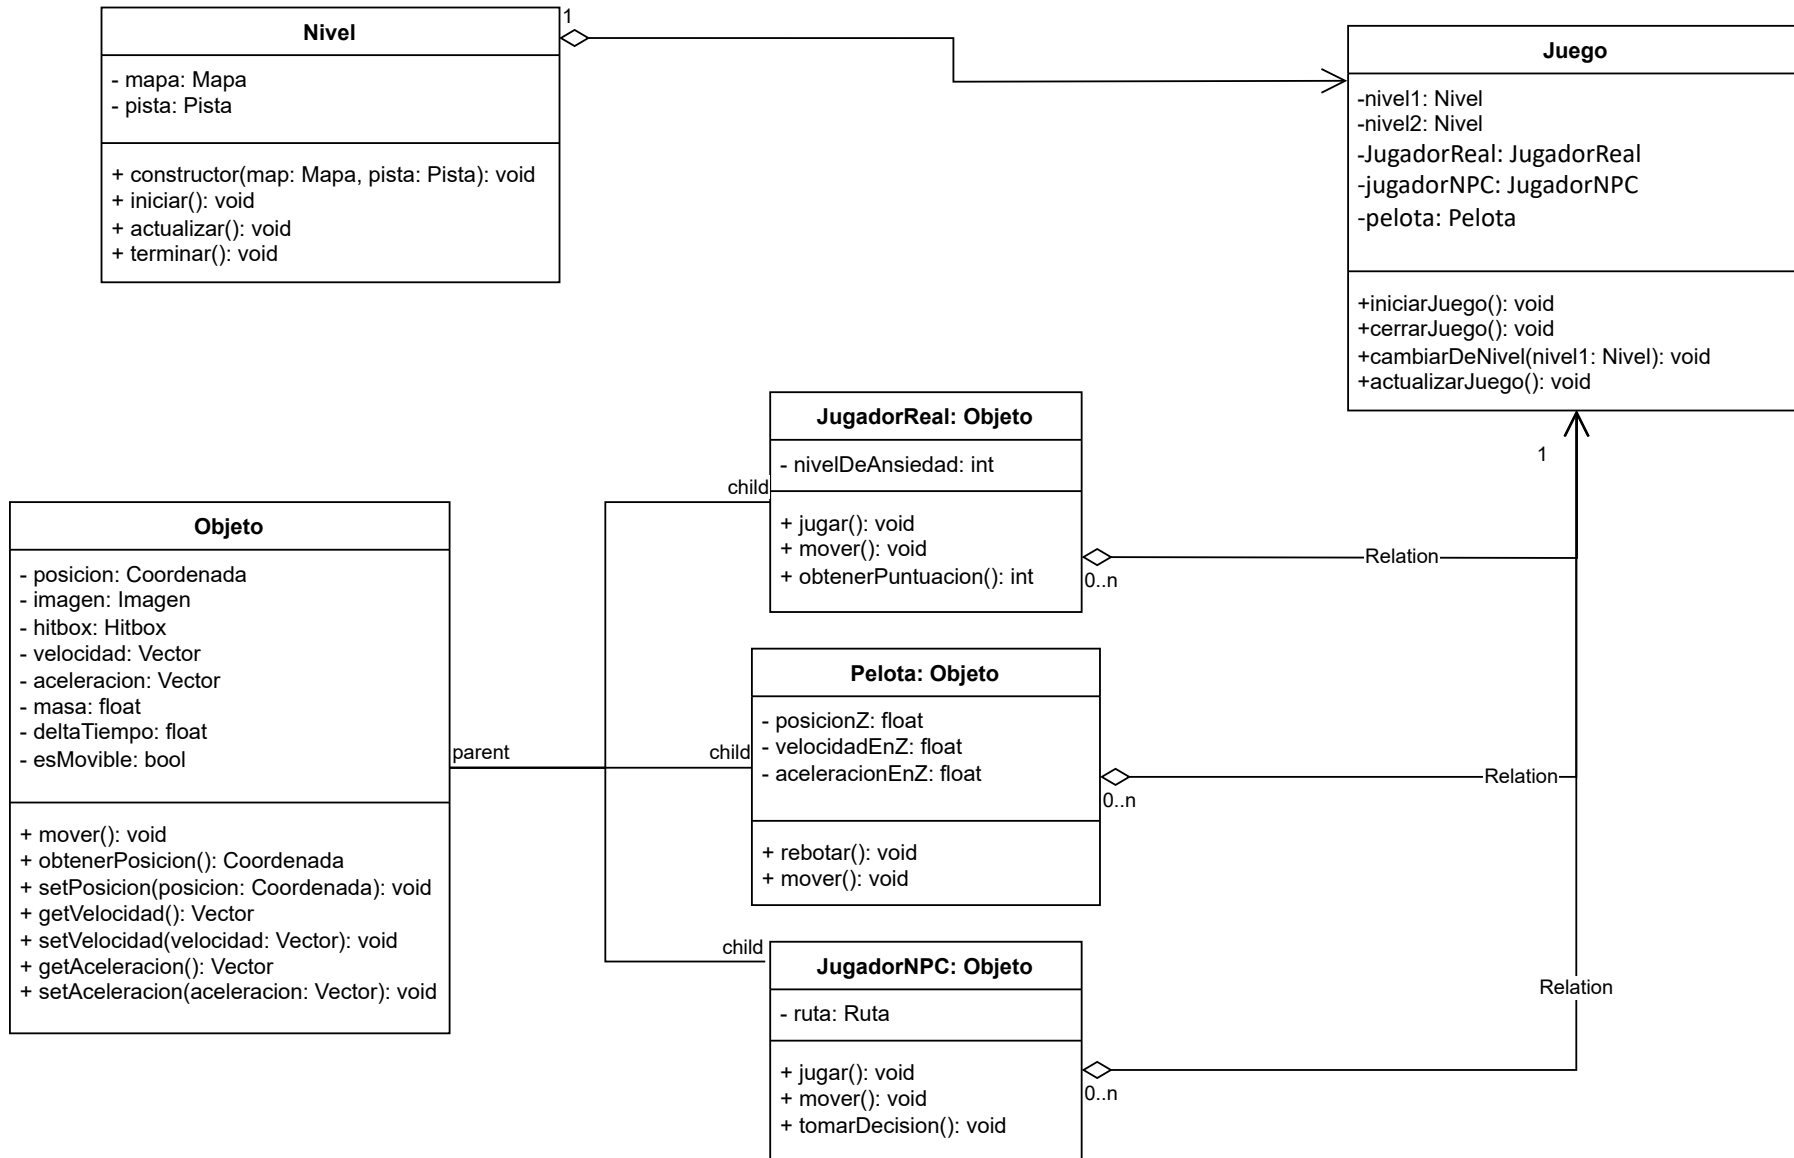 Nivel
- mapa: Mapa
- pista: Pista
+ constructor(map: Mapa, pista: Pista): void
+ iniciar(): void
+ actualizar(): void
+ terminar(): void
1
Juego
-nivel1: Nivel
-nivel2: Nivel
-JugadorReal: JugadorReal
-jugadorNPC: JugadorNPC
-pelota: Pelota
+iniciarJuego(): void
+cerrarJuego(): void
+cambiarDeNivel(nivel1: Nivel): void
+actualizarJuego(): void
1
JugadorReal: Objeto
- nivelDeAnsiedad: int
+ jugar(): void
+ mover(): void
+ obtenerPuntuacion(): int
child
0..n
Relation
Objeto
- posicion: Coordenada
- imagen: Imagen
- hitbox: Hitbox
- velocidad: Vector
- aceleracion: Vector
- masa: float
- deltaTiempo: float
- esMovible: bool
+ mover(): void
+ obtenerPosicion(): Coordenada
+ setPosicion(posicion: Coordenada): void
+ getVelocidad(): Vector
+ setVelocidad(velocidad: Vector): void
+ getAceleracion(): Vector
+ setAceleracion(aceleracion: Vector): void
parent
child
Pelota: Objeto
- posicionZ: float
- velocidadEnZ: float
- aceleracionEnZ: float
+ rebotar(): void
+ mover(): void
0..n
Relation
child
JugadorNPC: Objeto
- ruta: Ruta
+ jugar(): void
+ mover(): void
+ tomarDecision(): void
0..n
Relation